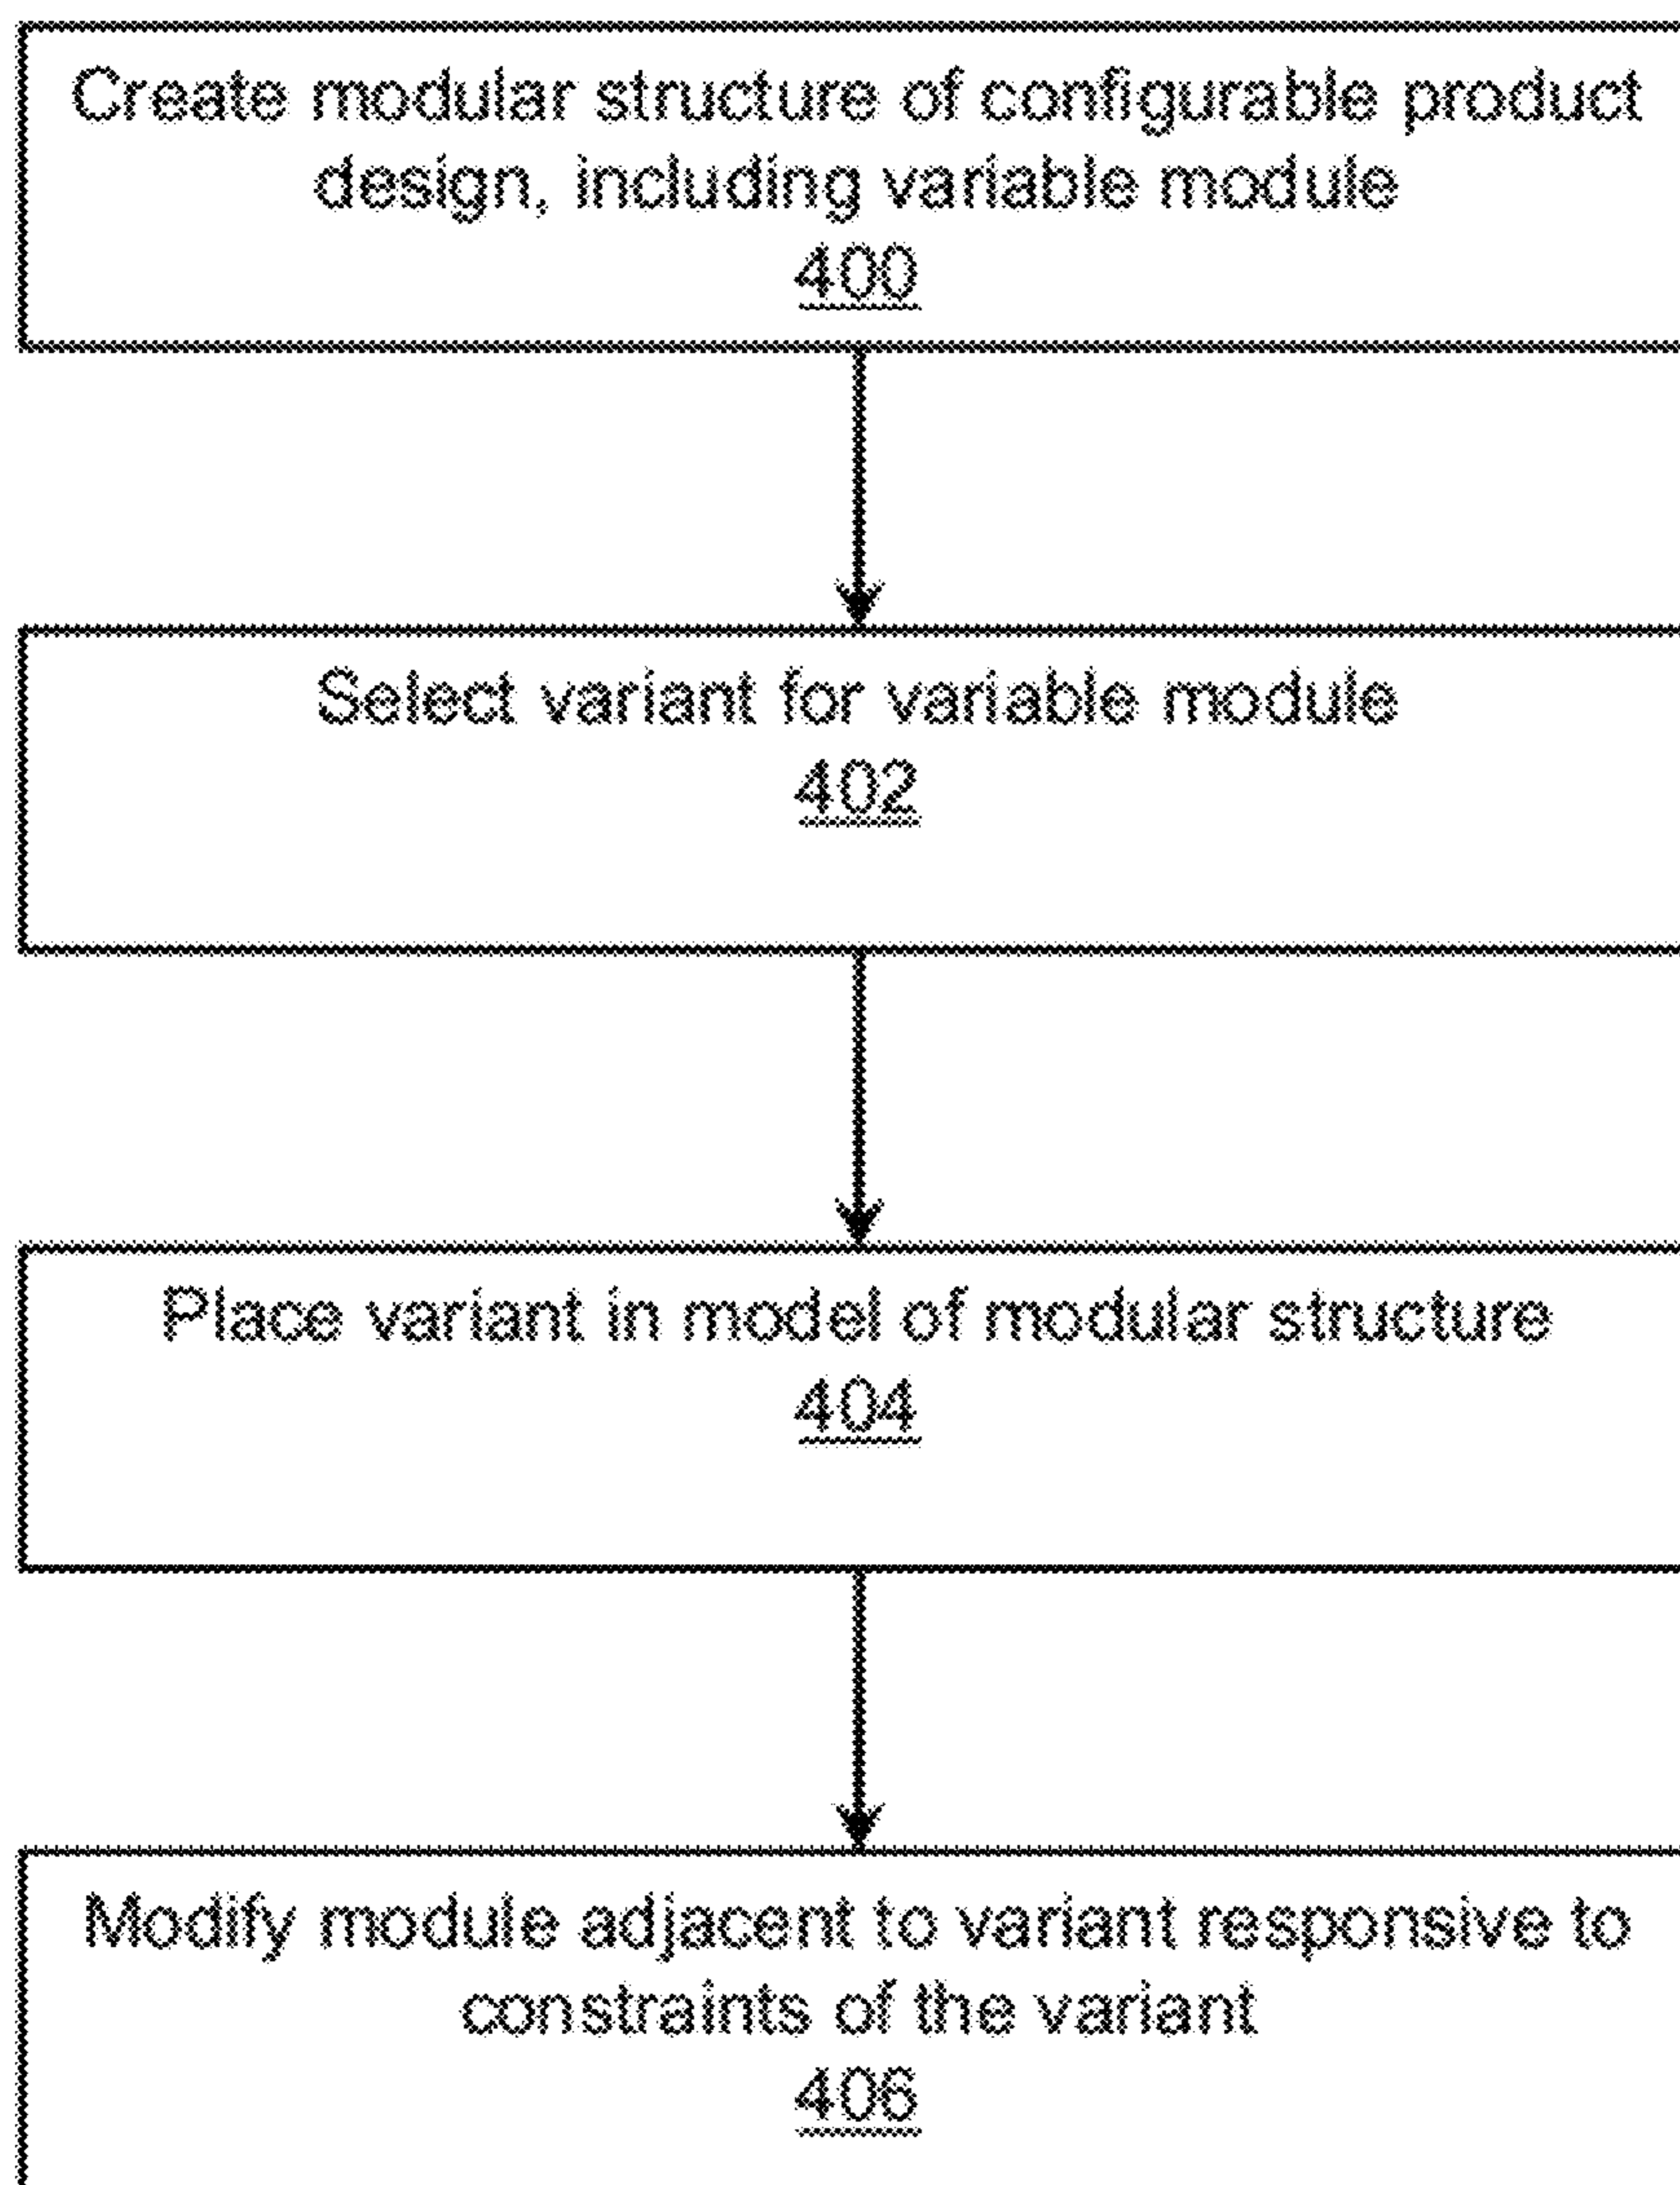 Create modular structure of configurable product
design, including variable module
400
Select variant for variable module
402
Place variant in model of modular structure
404
Modify module adjacent to variant responsive to
constraints of the variant
406